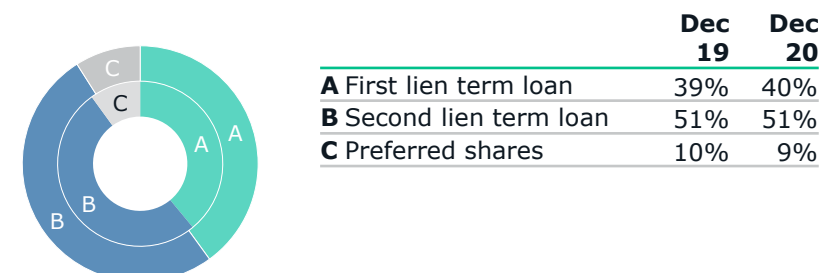 C
C
A
A
B
B
Dec Dec
19 20
A First lien term loan 39% 40%
B Second lien term loan 51% 51%
C Preferred shares 10% 9%